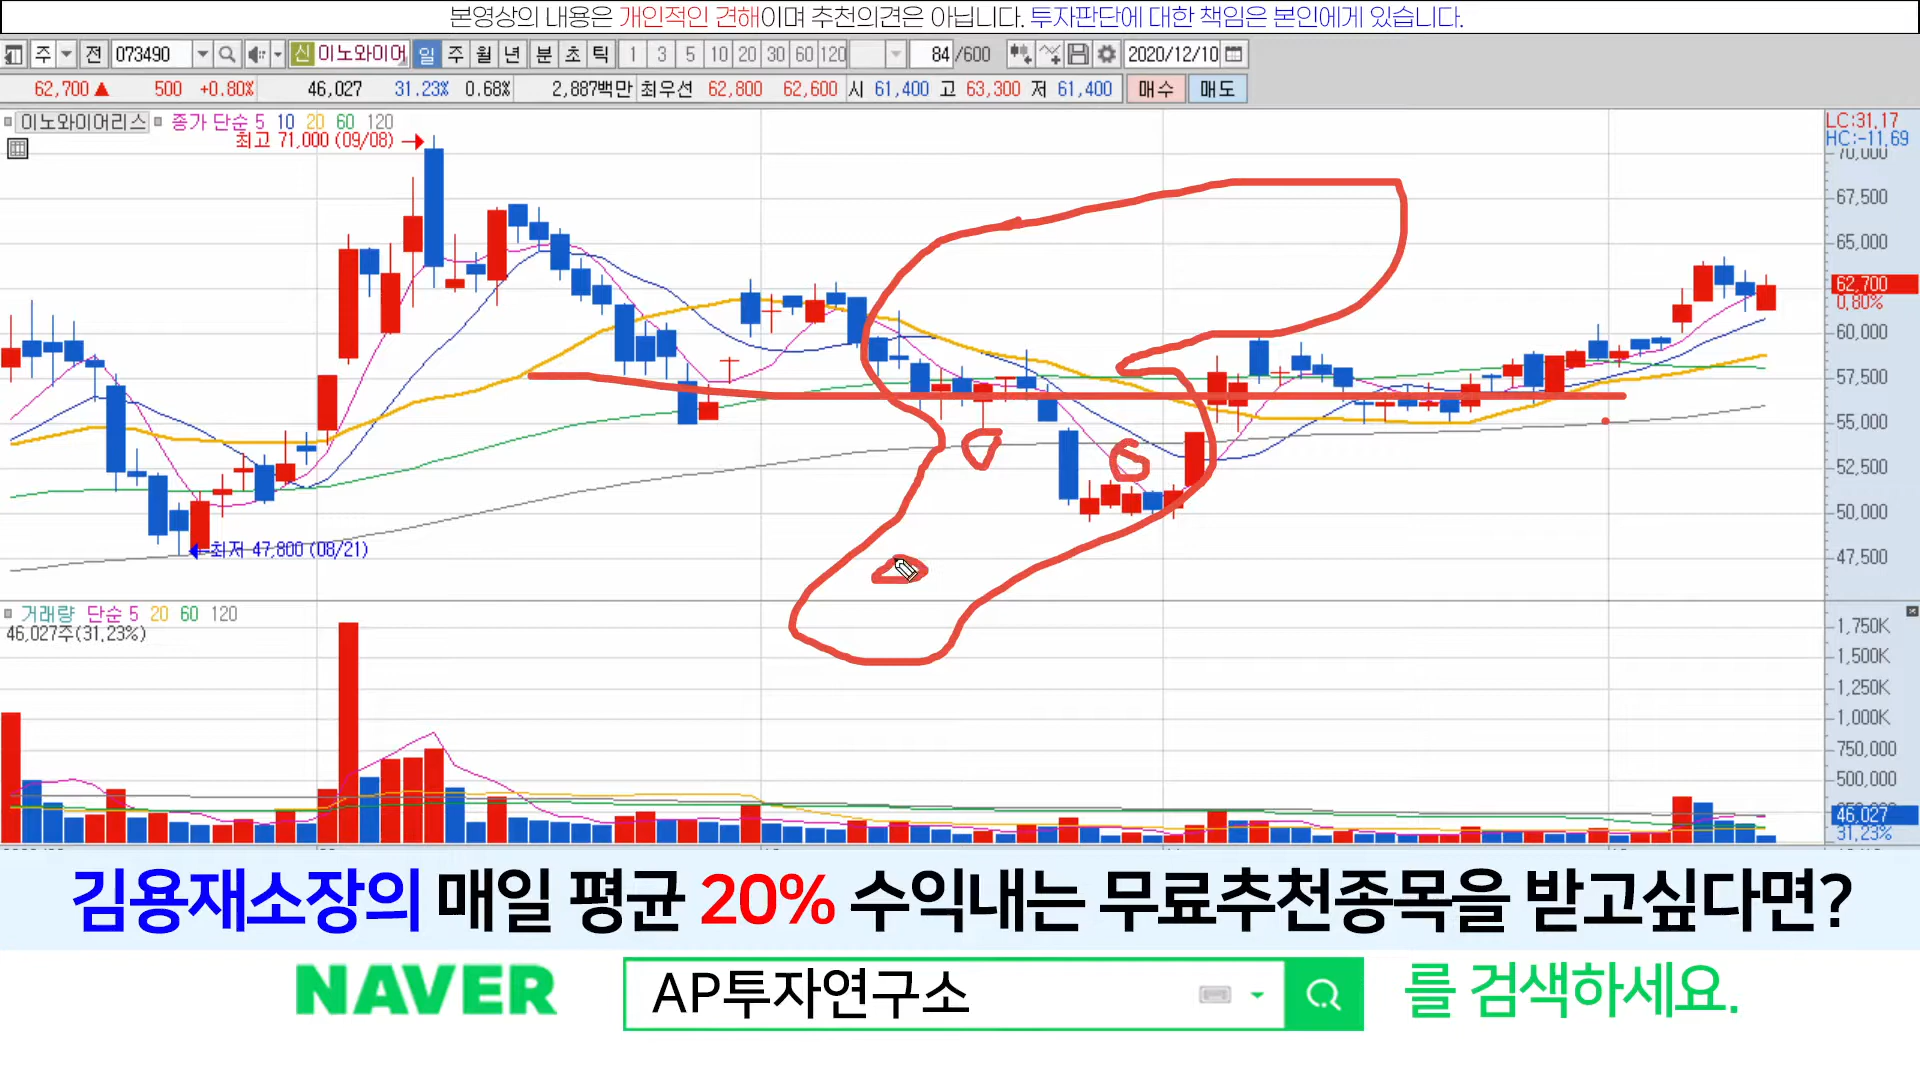 본영상의 내용은 개인적인 견해이며 추천의견은 아닙니다. 투자판단에 대한 책임은 본인에게 있습니다.
주 전 073490 신 이노와이어 일 주 월 년 분 초 틱 1 3 5 10 20 30 60 120 84 /600 2020/12/10
62,700 ▲ 500 +0.80% 46,027 31.23% 0.68% 2,887백만 최우선 62,800 62,600 시 61,400 고 63,300 저 61,400 매수 매도
이노와이어리스 종가 단순 5 10 20 60 120
LC:31.17
HC:-11.69
최고 71,000 (09/08) →
70,000
67,500
65,000
62,700
0.80%
60,000
57,500
55,000
52,500
50,000
47,500
←최저 47,800 (08/21)
거래량 단순 5 20 60 120
46,027주(31.23%)
1,750K
1,500K
1,250K
1,000K
750,000
500,000
46,027
31.23%
김용재소장의 매일 평균 20% 수익내는 무료추천종목을 받고싶다면?
NAVER AP투자연구소 를 검색하세요.